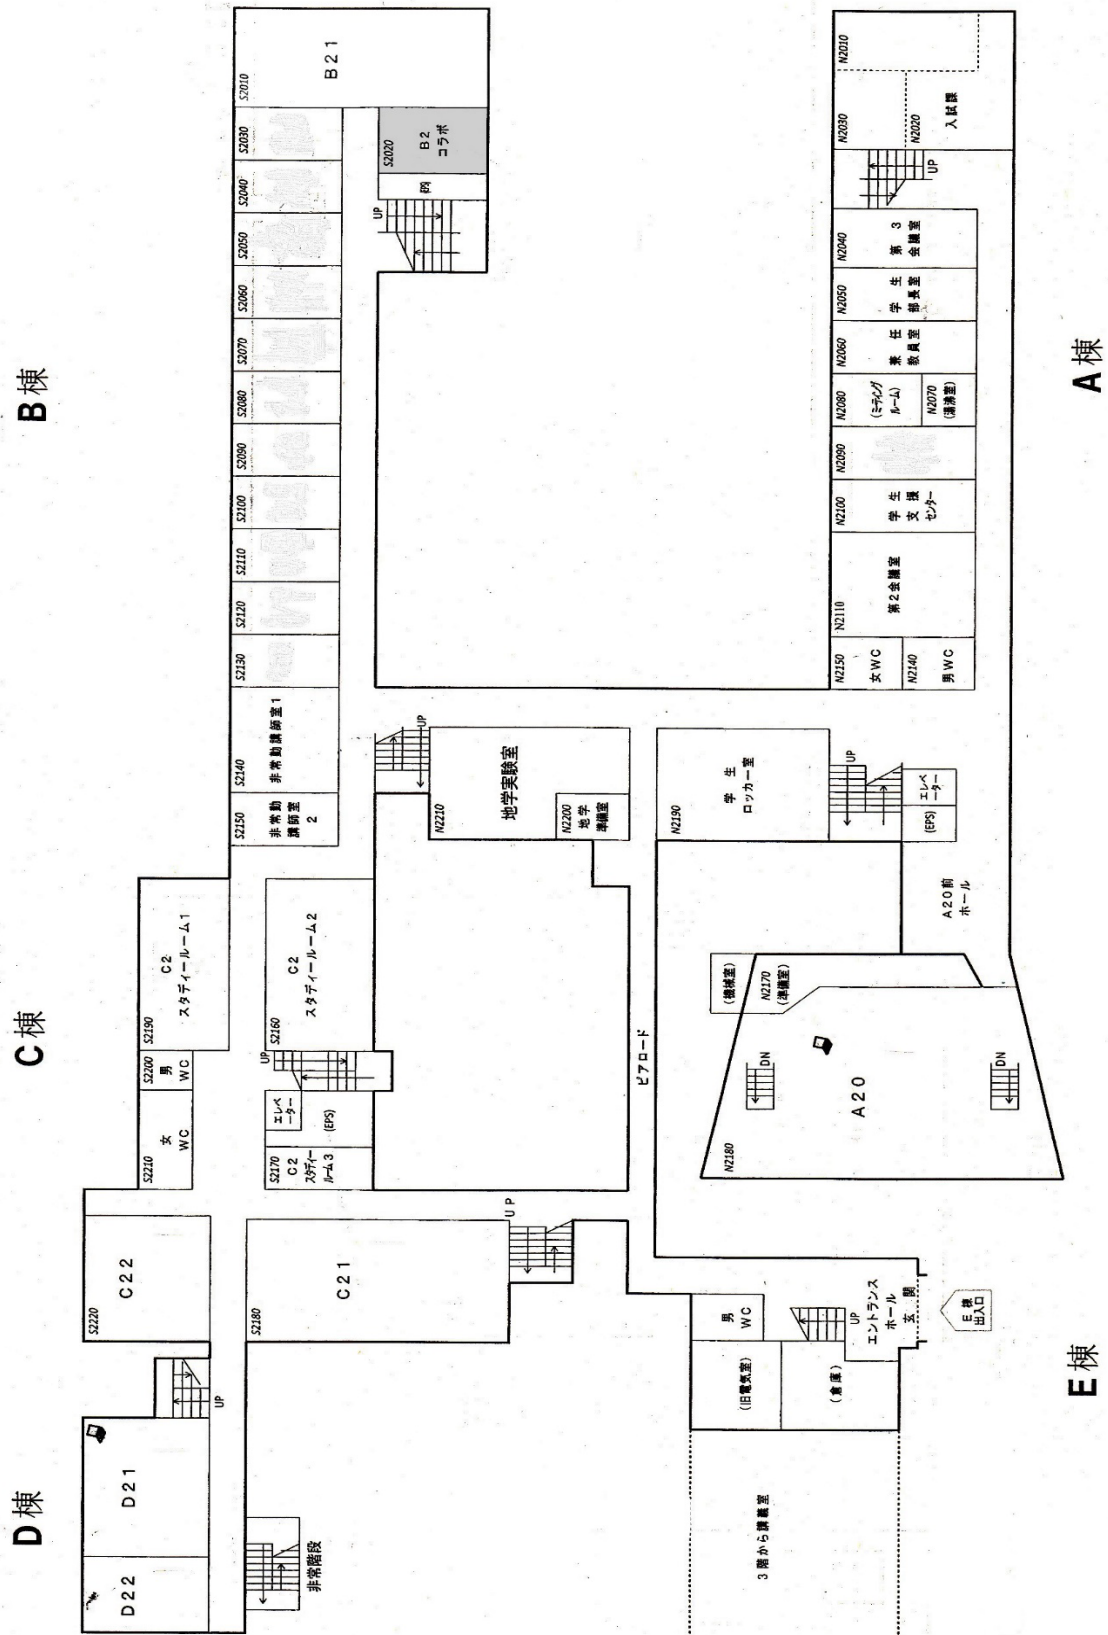 D棟
C棟
B棟
D22
D21
S2220
C22
UP
非常階段
S2210
女
WC
S2200
男
WC
S2190
C2
スタディールーム1
S2180
C21
UP
S2170
C2
スタディー
ルーム3
エレベ
ーター
(EPS)
UP
S2160
C2
スタディールーム2
S2150
非常勤
講師室
2
S2140
非常勤講師室1
S2130
S2120
S2110
S2100
S2090
S2080
S2070
S2060
S2050
S2040
S2030
S2010
B21
S2020
B2
コラボ
(EPS)
UP
UP
N2210
地学実験室
N2200
地学
準備室
ピアロード
N2190
学生
ロッカー室
UP
エレベ
ーター
(EPS)
A20前
ホール
(機械室)
N2170
(準備室)
N2180
A20
DN
DN
3階から講義室
(旧電気室)
男
WC
(倉庫)
UP
エントランス
ホール
玄関
E棟
出入口
N2150
女WC
N2140
男WC
N2110
第2会議室
N2100
学生
支援
センター
N2090
N2080
(ミーティング
ルーム)
N2070
(湯沸室)
N2060
兼任
教員室
N2050
学生
部長室
N2040
第3
会議室
UP
N2030
N2020
入試課
N2010
E棟
A棟